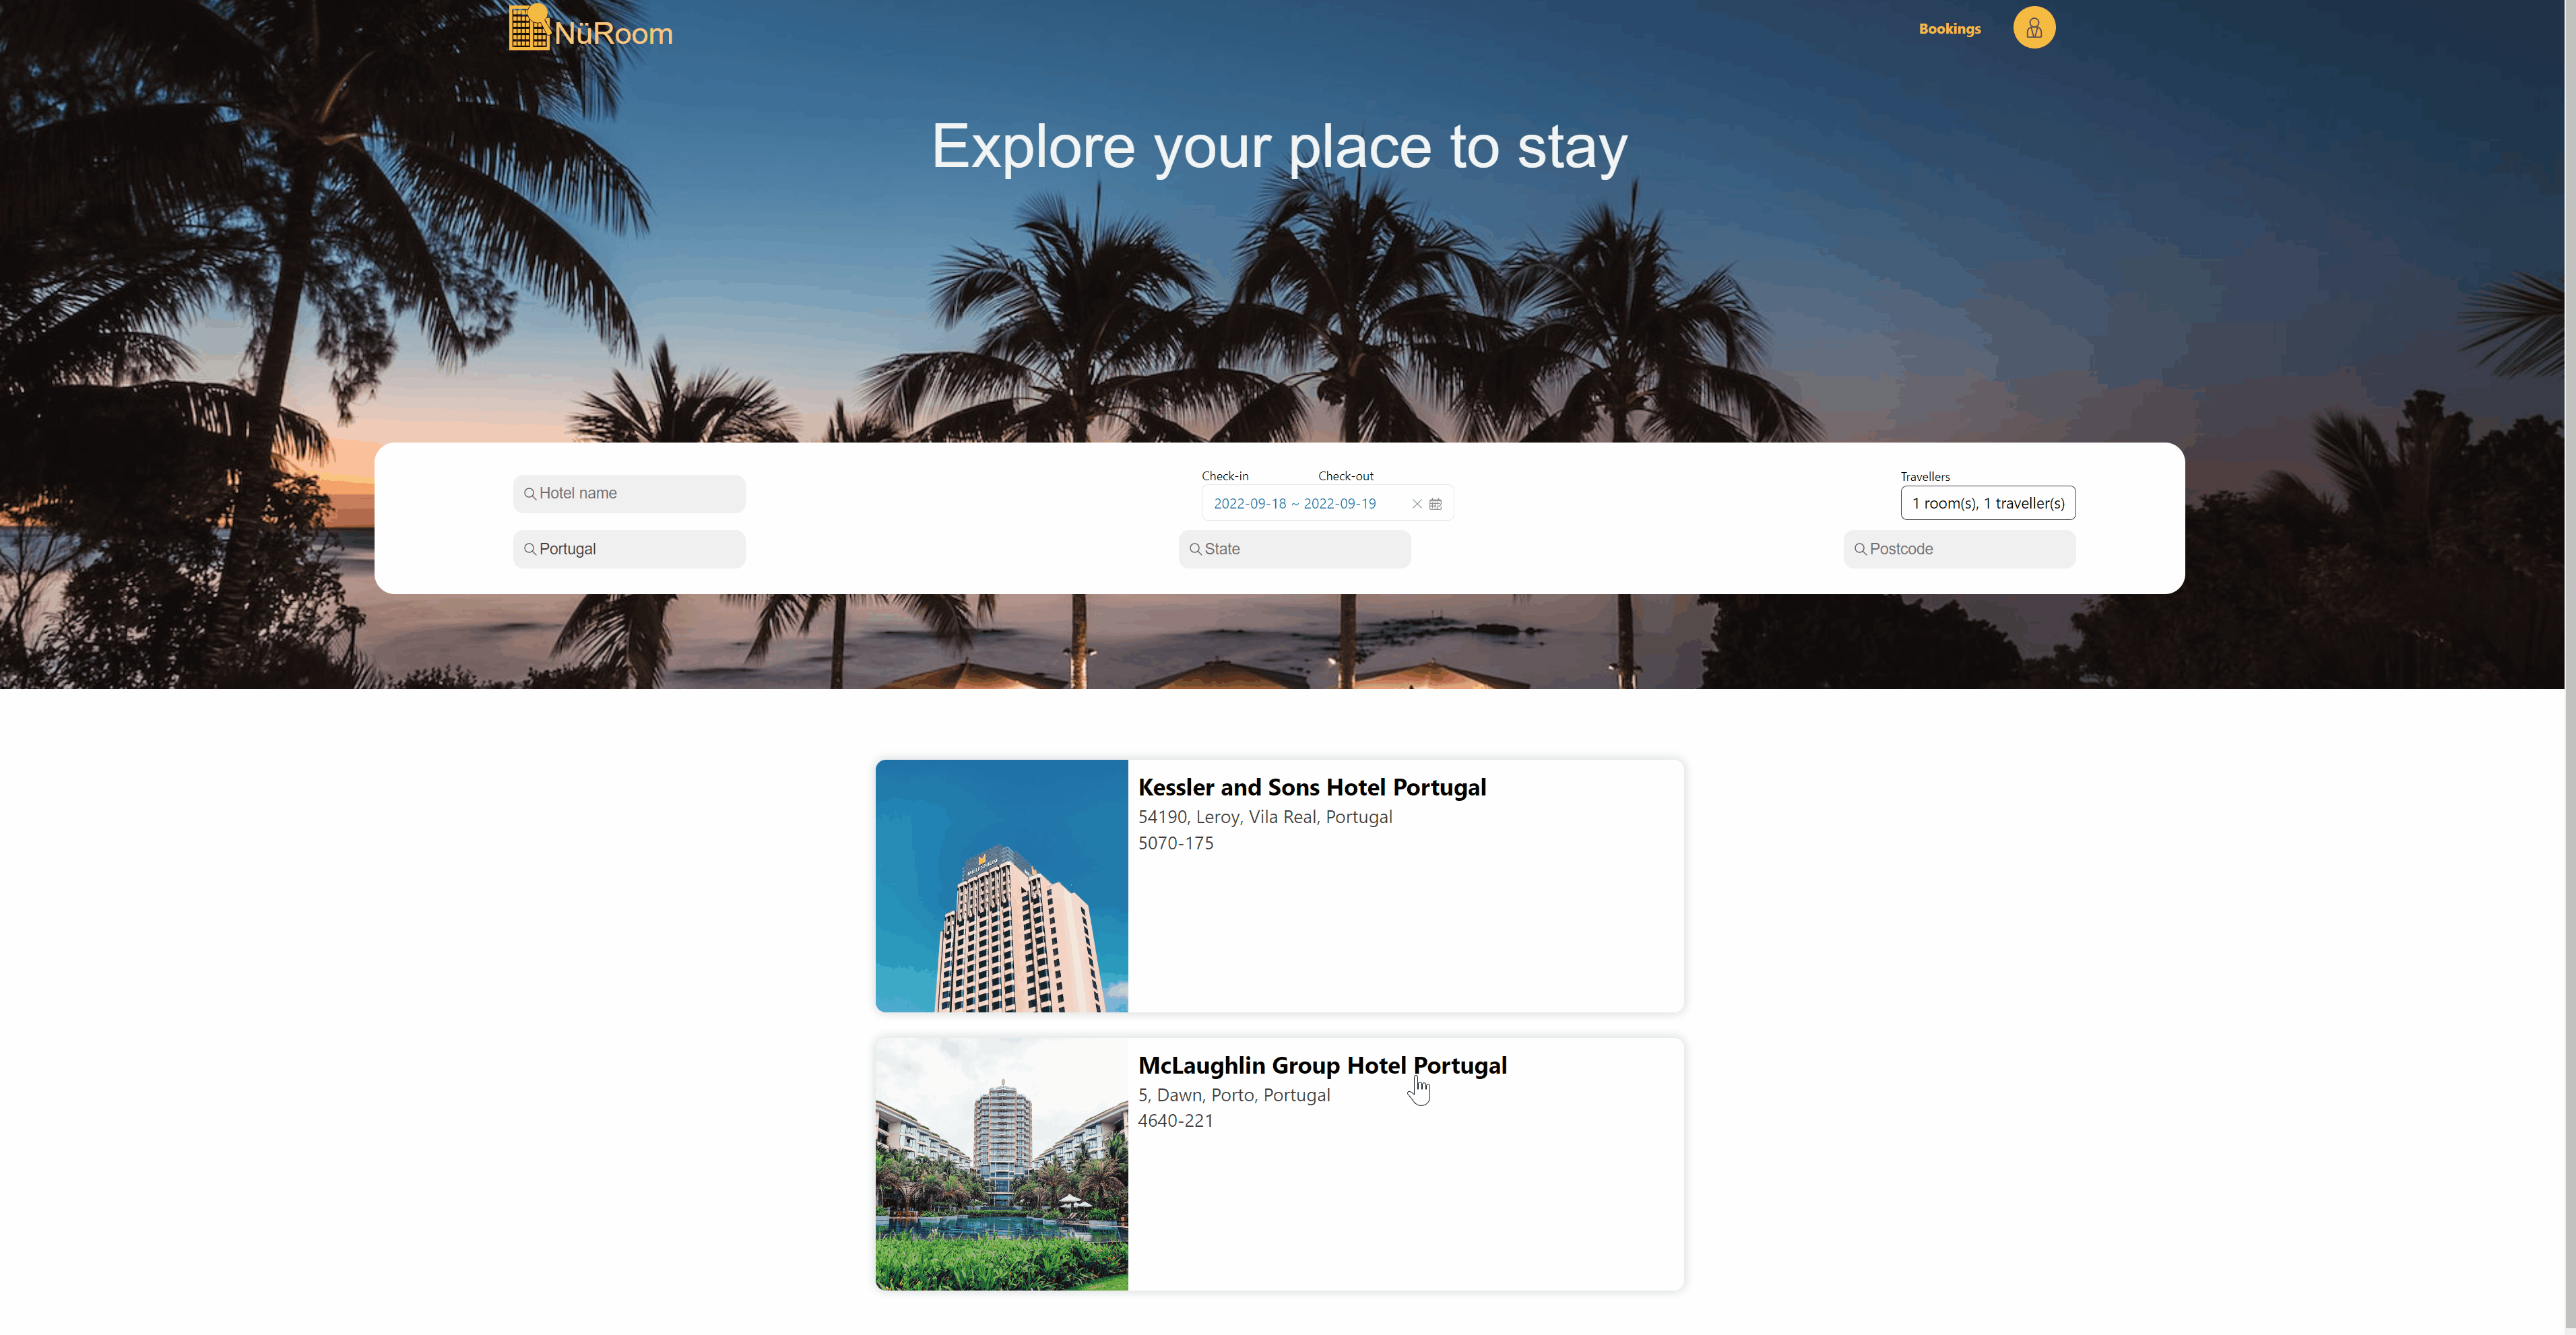 NüRoom
Bookings
Explore your place to stay
Check-in Check-out
Travellers
Hotel name
2022-09-18 ~ 2022-09-19
1 room(s), 1 traveller(s)
Portugal
State
Postcode
Kessler and Sons Hotel Portugal
54190, Leroy, Vila Real, Portugal
5070-175
McLaughlin Group Hotel Portugal
5, Dawn, Porto, Portugal
4640-221